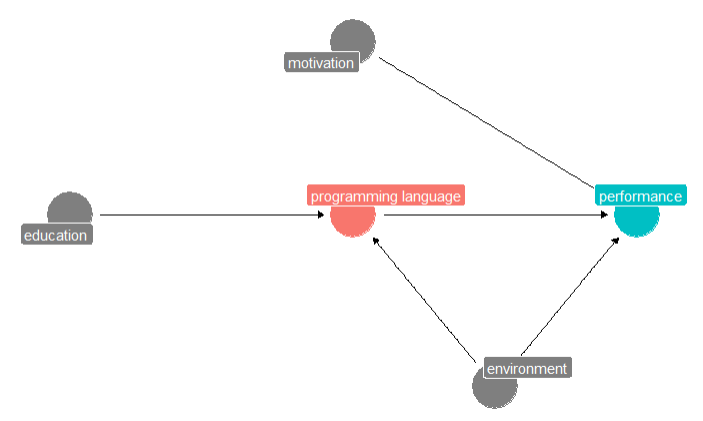 motivation
programming language
performance
education
environment